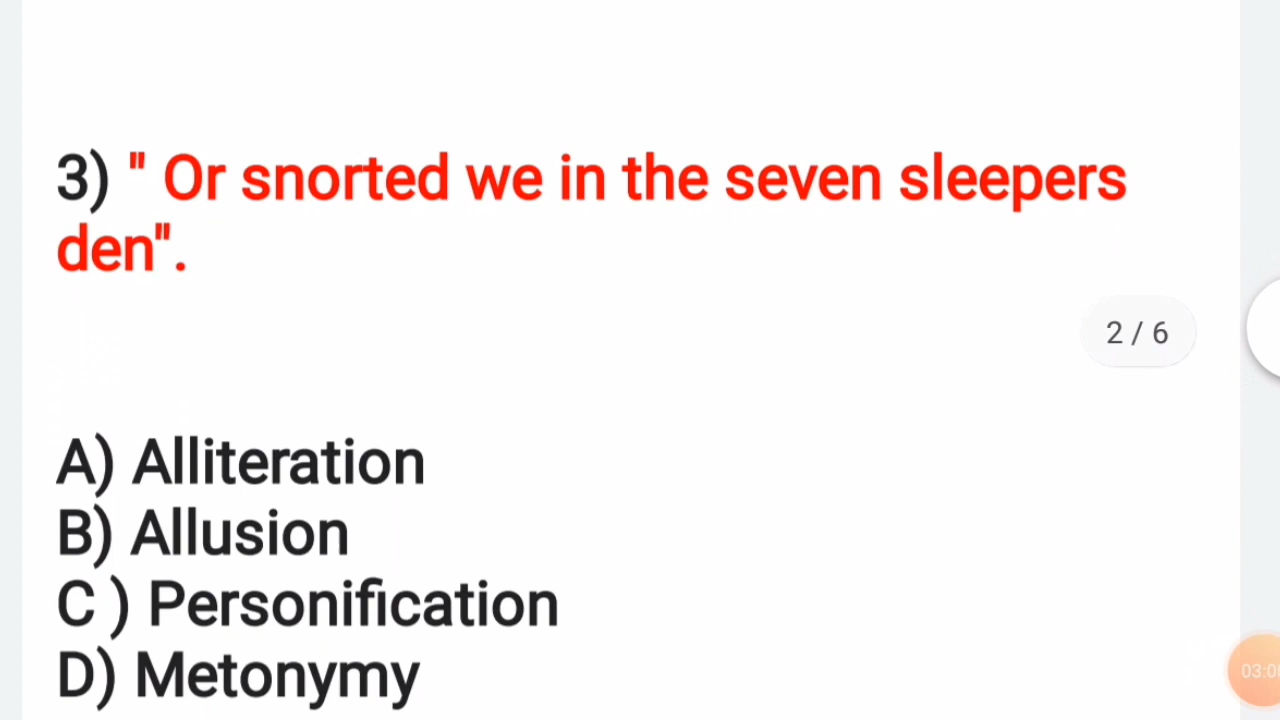 3) " Or snorted we in the seven sleepers
den".
2 / 6
A) Alliteration
B) Allusion
C ) Personification
D) Metonymy